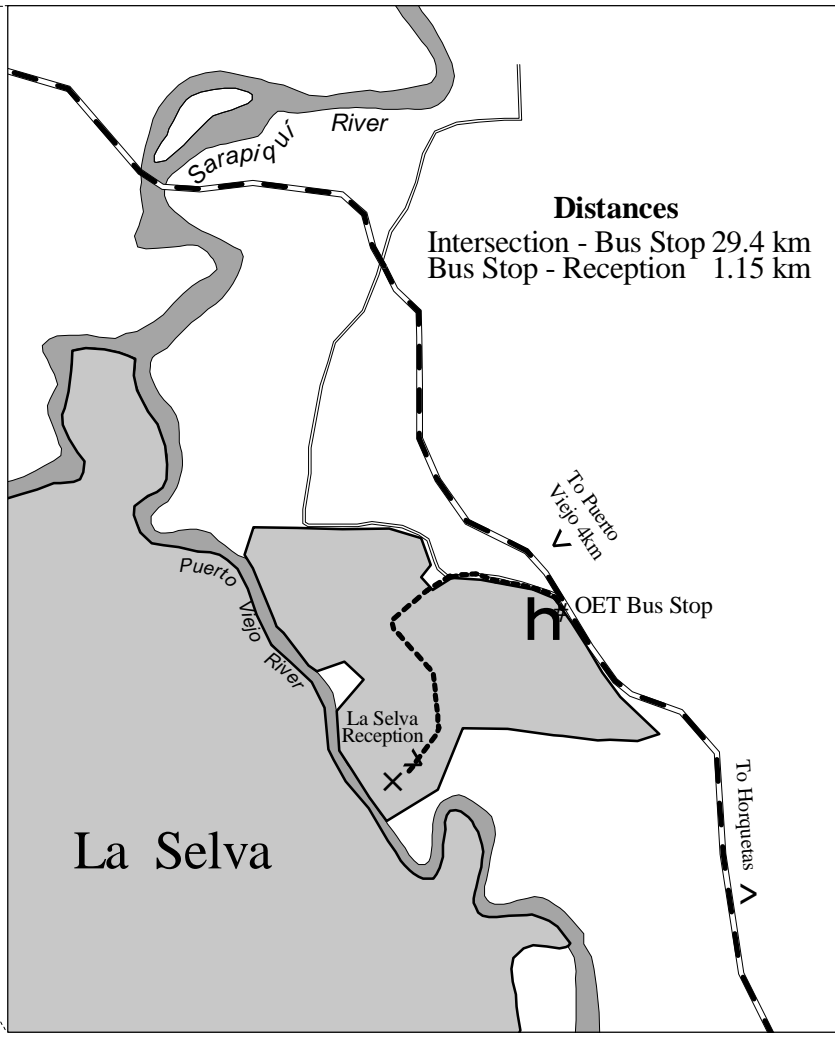 Sarapiquí River
Distances
Intersection - Bus Stop 29.4 km
Bus Stop - Reception 1.15 km
To Puerto
Viejo 4km
<
h
OET Bus Stop
Puerto Viejo River
La Selva
Reception
To Horquetas
<
La Selva